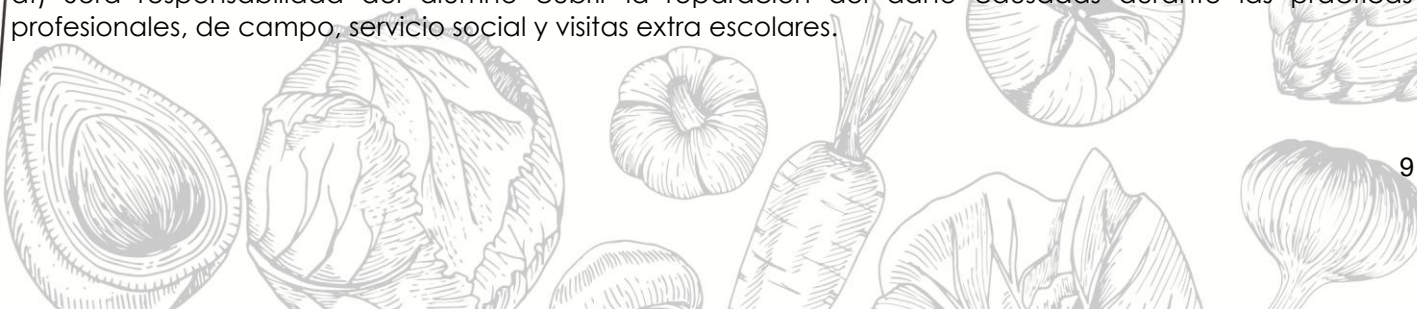 Será responsabilidad del alumno cubrir la reparación del daño causadas durante las prácticas
profesionales, de campo, servicio social y visitas extra escolares.
9